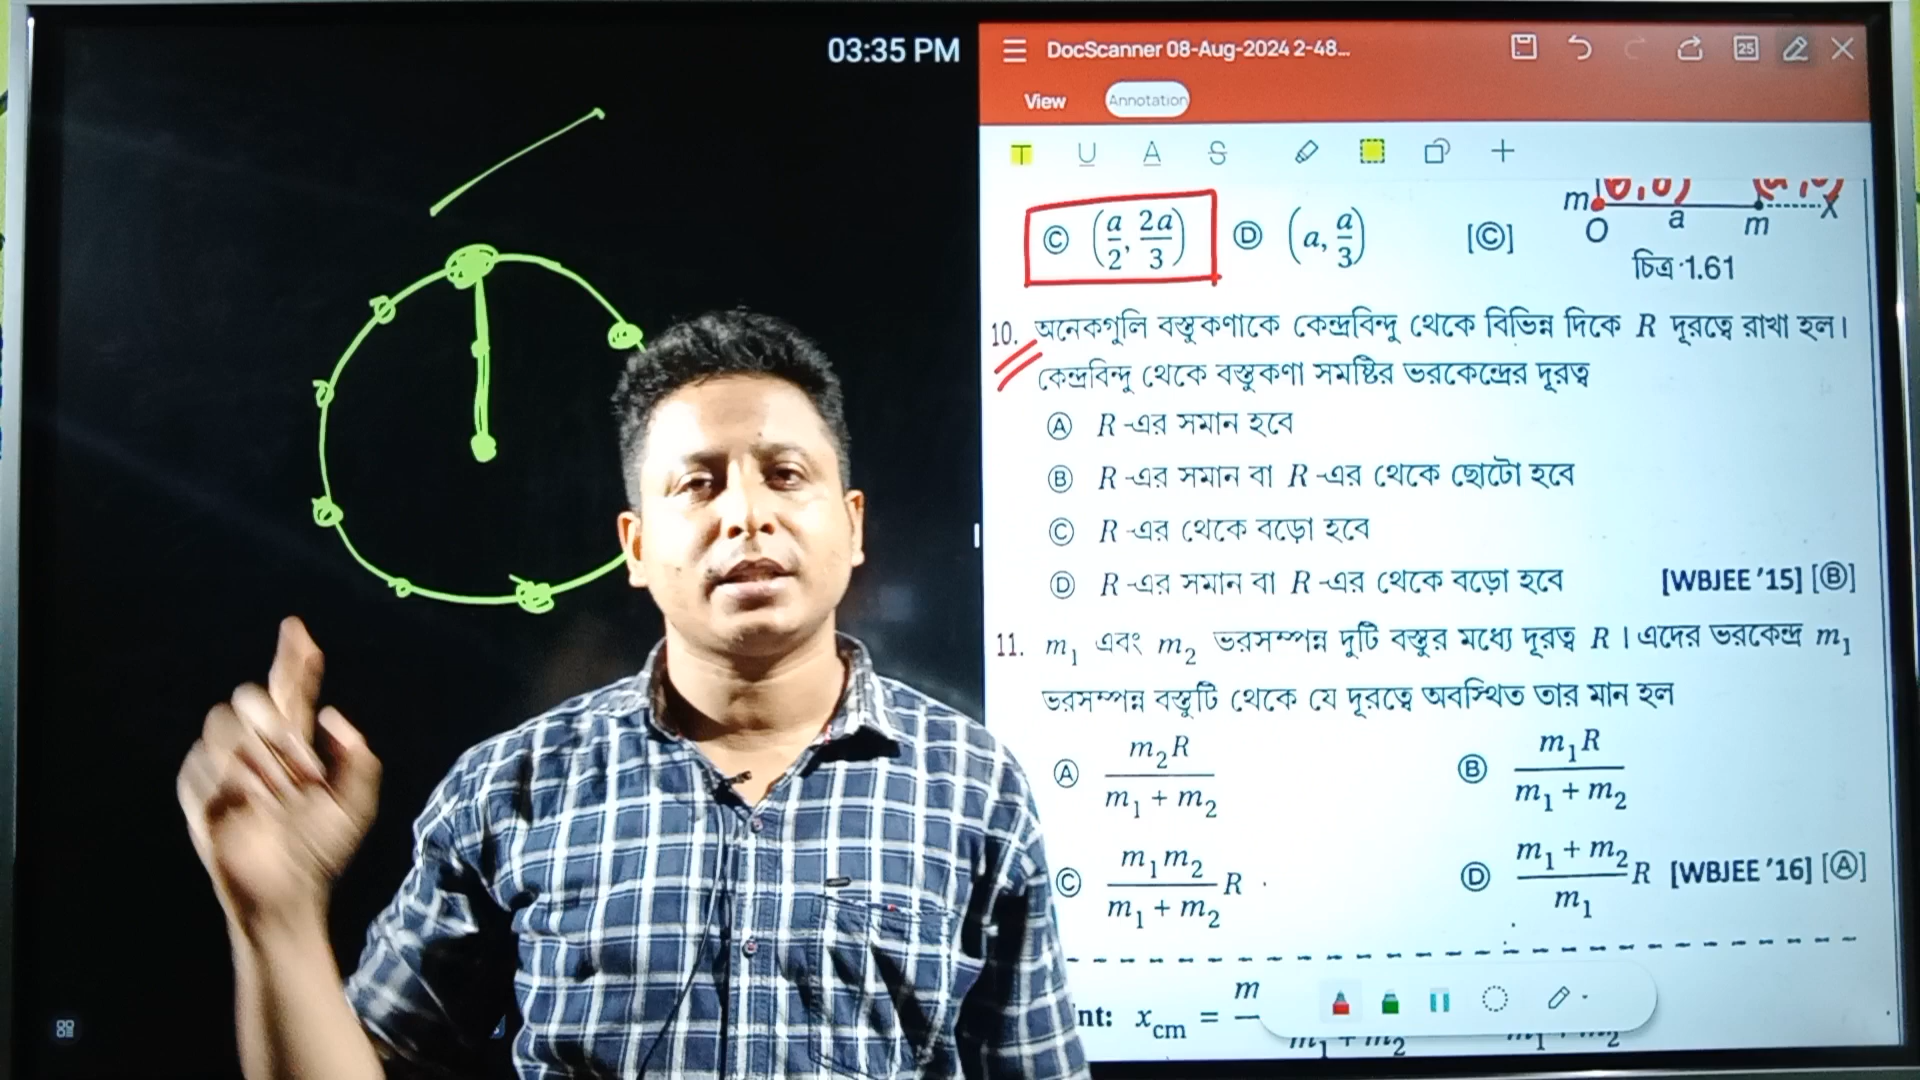 03:35 PM
DocScanner 08-Aug-2024 2-48...
25
View Annotation
T U A S
Ⓒ (a/2, 2a/3) Ⓓ (a, a/3) [Ⓒ]
m O a m X
চিত্র 1.61
10. অনেকগুলি বস্তুকণাকে কেন্দ্রবিন্দু থেকে বিভিন্ন দিকে R দূরত্বে রাখা হল।
কেন্দ্রবিন্দু থেকে বস্তুকণা সমষ্টির ভরকেন্দ্রের দূরত্ব
Ⓐ R -এর সমান হবে
Ⓑ R -এর সমান বা R -এর থেকে ছোটো হবে
Ⓒ R -এর থেকে বড়ো হবে
Ⓓ R -এর সমান বা R -এর থেকে বড়ো হবে [WBJEE '15] [Ⓑ]
11. m₁ এবং m₂ ভরসম্পন্ন দুটি বস্তুর মধ্যে দূরত্ব R । এদের ভরকেন্দ্র m₁
ভরসম্পন্ন বস্তুটি থেকে যে দূরত্বে অবস্থিত তার মান হল
Ⓐ m₂R/(m₁ + m₂) Ⓑ m₁R/(m₁ + m₂)
Ⓒ m₁m₂/(m₁ + m₂) R Ⓓ (m₁ + m₂)/m₁ R [WBJEE '16] [Ⓐ]
nt: x_cm = m